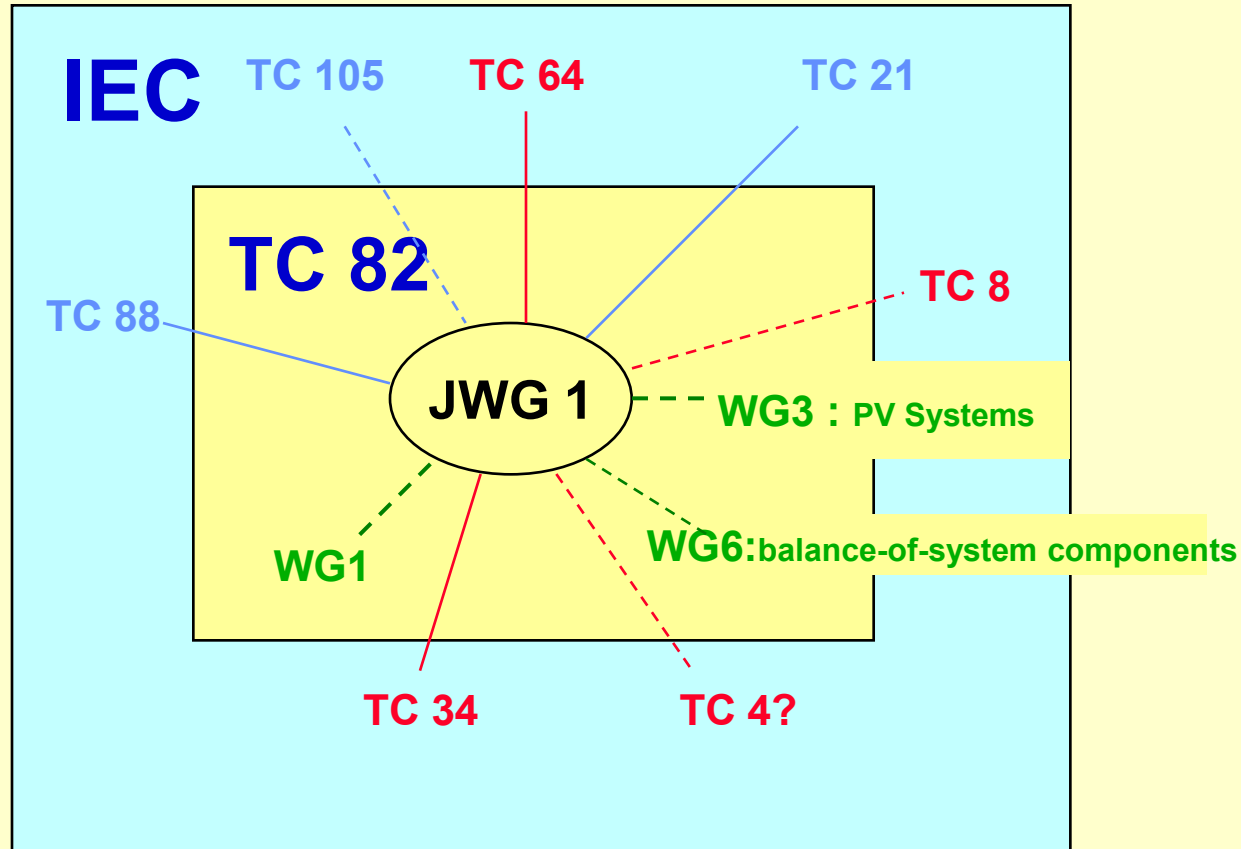 IEC
TC 105
TC 64
TC 21
TC 82
TC 8
TC 88
JWG 1
WG3 : PV Systems
WG6:balance-of-system components
WG1
TC 34
TC 4?